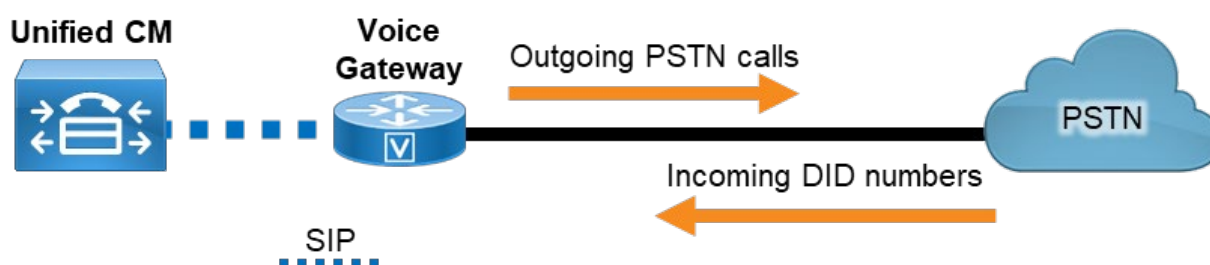 Unified CM
Voice
Gateway
Outgoing PSTN calls
PSTN
V
Incoming DID numbers
SIP